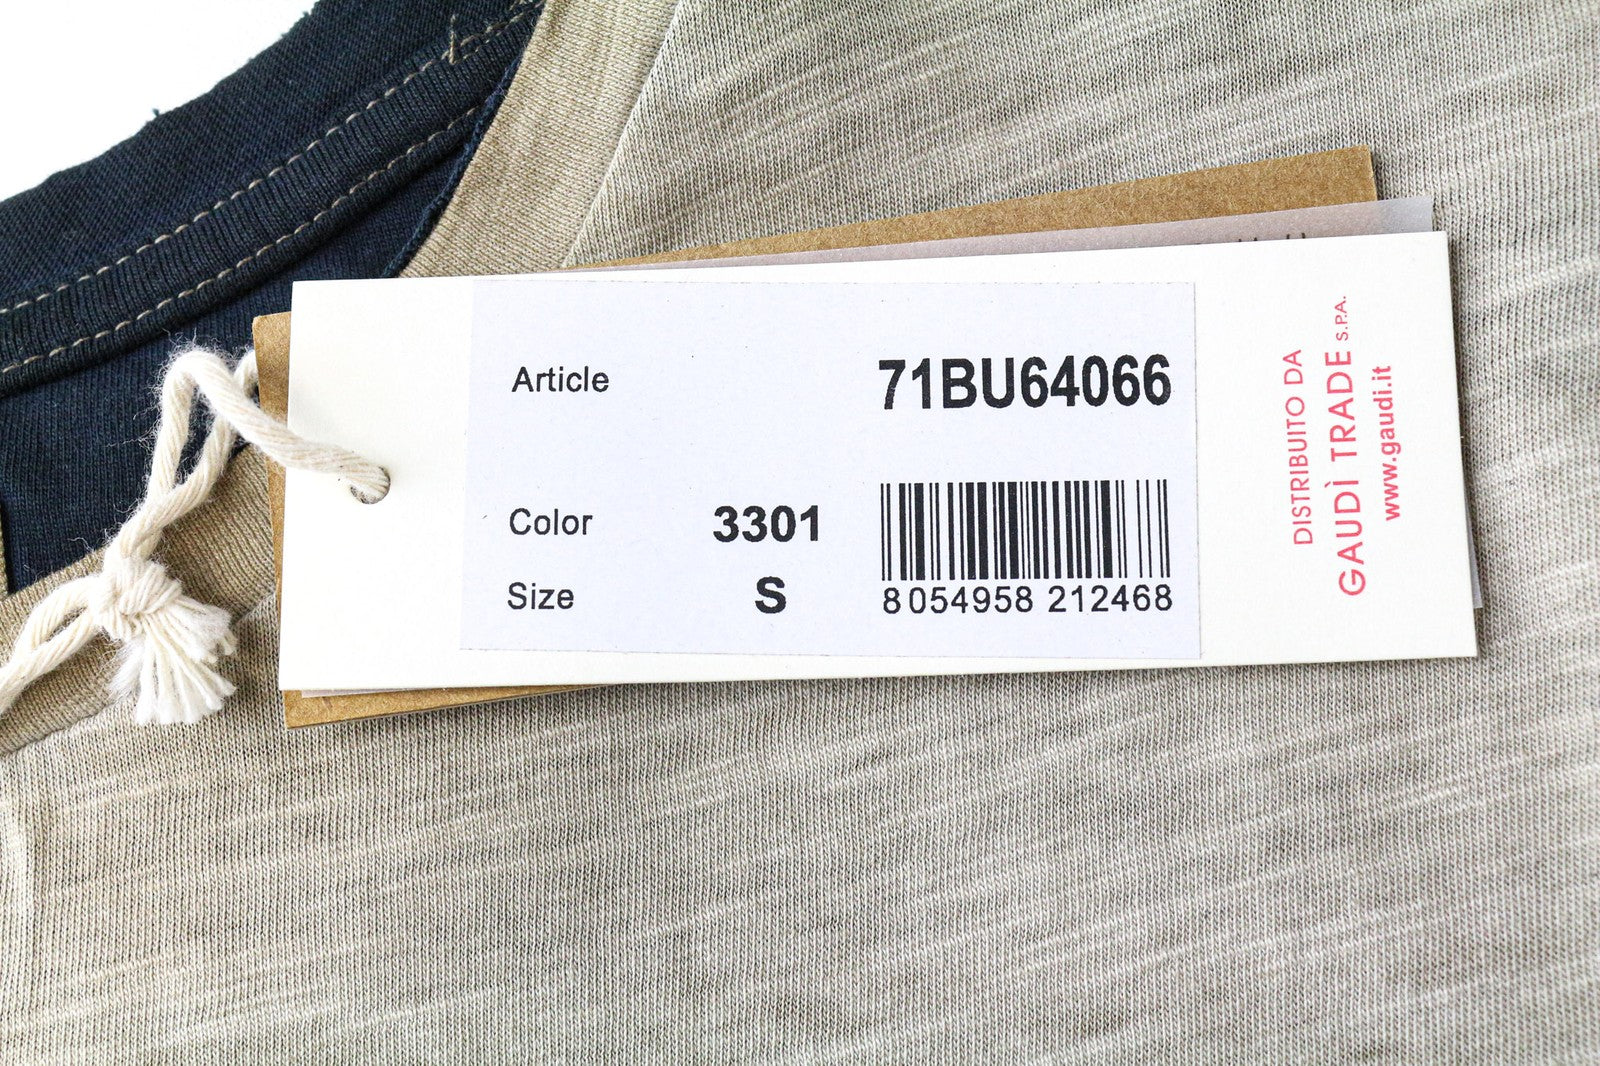 Article 71BU64066
Color 3301
Size S
8 054958 212468
DISTRIBUITO DA
GAUDÌ TRADE S.P.A.
www.gaudi.it